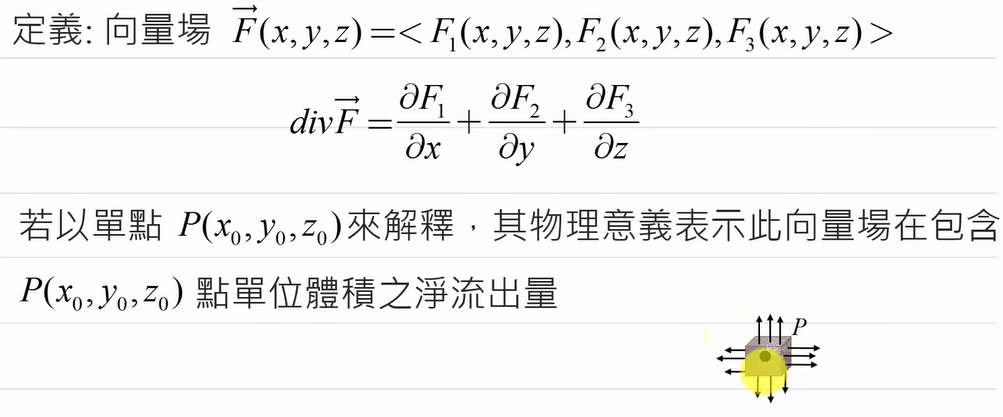 定義: 向量場 $\vec{F}(x,y,z)=<F_1(x,y,z),F_2(x,y,z),F_3(x,y,z)>$
$div\vec{F}=\frac{\partial F_1}{\partial x}+\frac{\partial F_2}{\partial y}+\frac{\partial F_3}{\partial z}$
若以單點 $P(x_0,y_0,z_0)$來解釋，其物理意義表示此向量場在包含
$P(x_0,y_0,z_0)$ 點單位體積之淨流出量
P